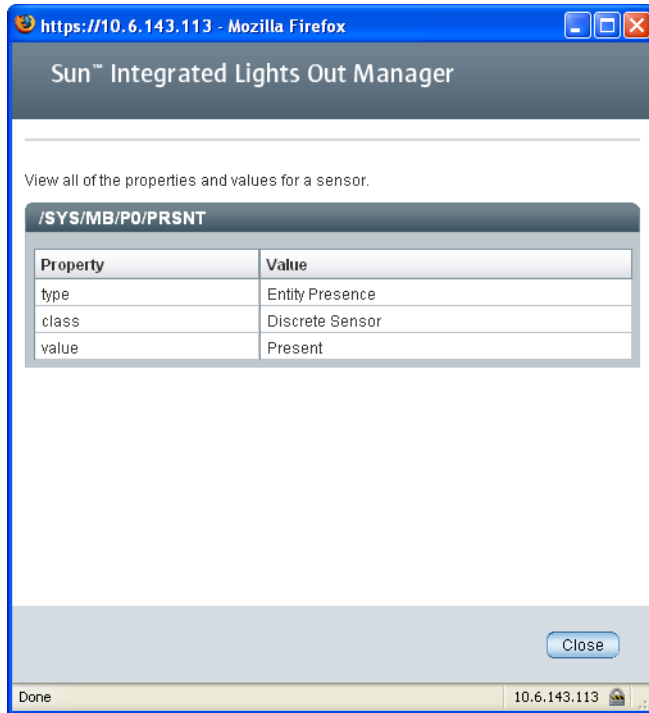 https://10.6.143.113 - Mozilla Firefox
Sun™ Integrated Lights Out Manager
View all of the properties and values for a sensor.
/SYS/MB/P0/PRSNT
Property Value
type Entity Presence
class Discrete Sensor
value Present
Close
Done 10.6.143.113